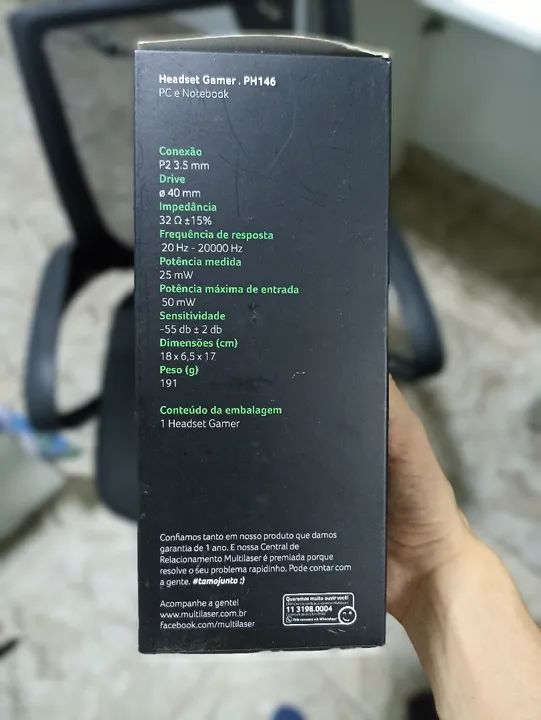 Headset Gamer . PH146
PC e Notebook
Conexão
P2 3.5 mm
Drive
ø 40 mm
Impedância
32 Ω ±15%
Frequência de resposta
20 Hz - 20000 Hz
Potência medida
25 mW
Potência máxima de entrada
50 mW
Sensitividade
-55 db ± 2 db
Dimensões (cm)
18 x 6,5 x 17
Peso (g)
191
Conteúdo da embalagem
1 Headset Gamer
Confiamos tanto em nosso produto que damos
garantia de 1 ano. E nossa Central de
Relacionamento Multilaser é premiada porque
resolve o seu problema rapidinho. Pode contar com
a gente. #tamojunto :)
Acompanhe a gente!
www.multilaser.com.br
facebook.com/multilaser
Queremos muito ouvir você!
11 3198.0004